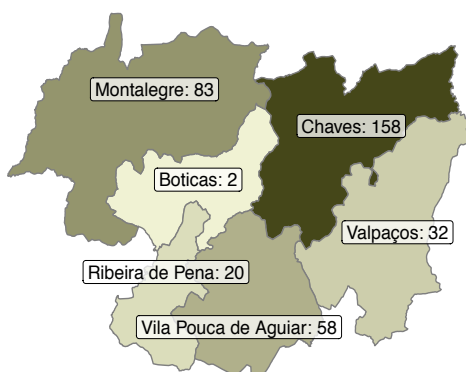 Montalegre: 83
Chaves: 158
Boticas: 2
Valpaços: 32
Ribeira de Pena: 20
Vila Pouca de Aguiar: 58